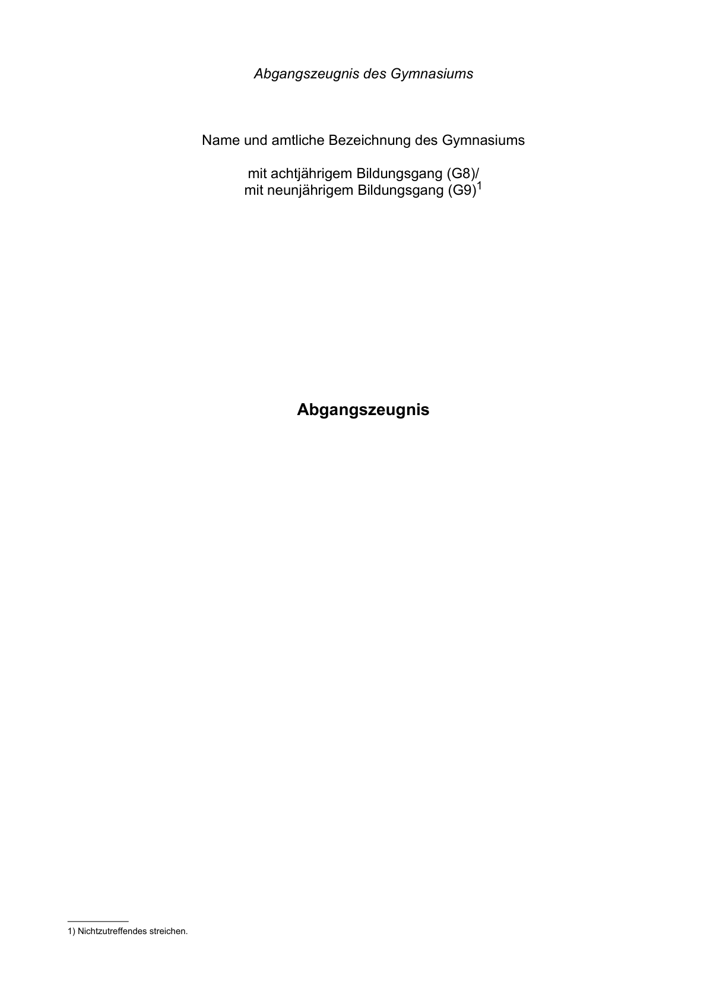 Abgangszeugnis des Gymnasiums
Name und amtliche Bezeichnung des Gymnasiums
mit achtjährigem Bildungsgang (G8)/
mit neunjährigem Bildungsgang (G9)1
Abgangszeugnis
1) Nichtzutreffendes streichen.